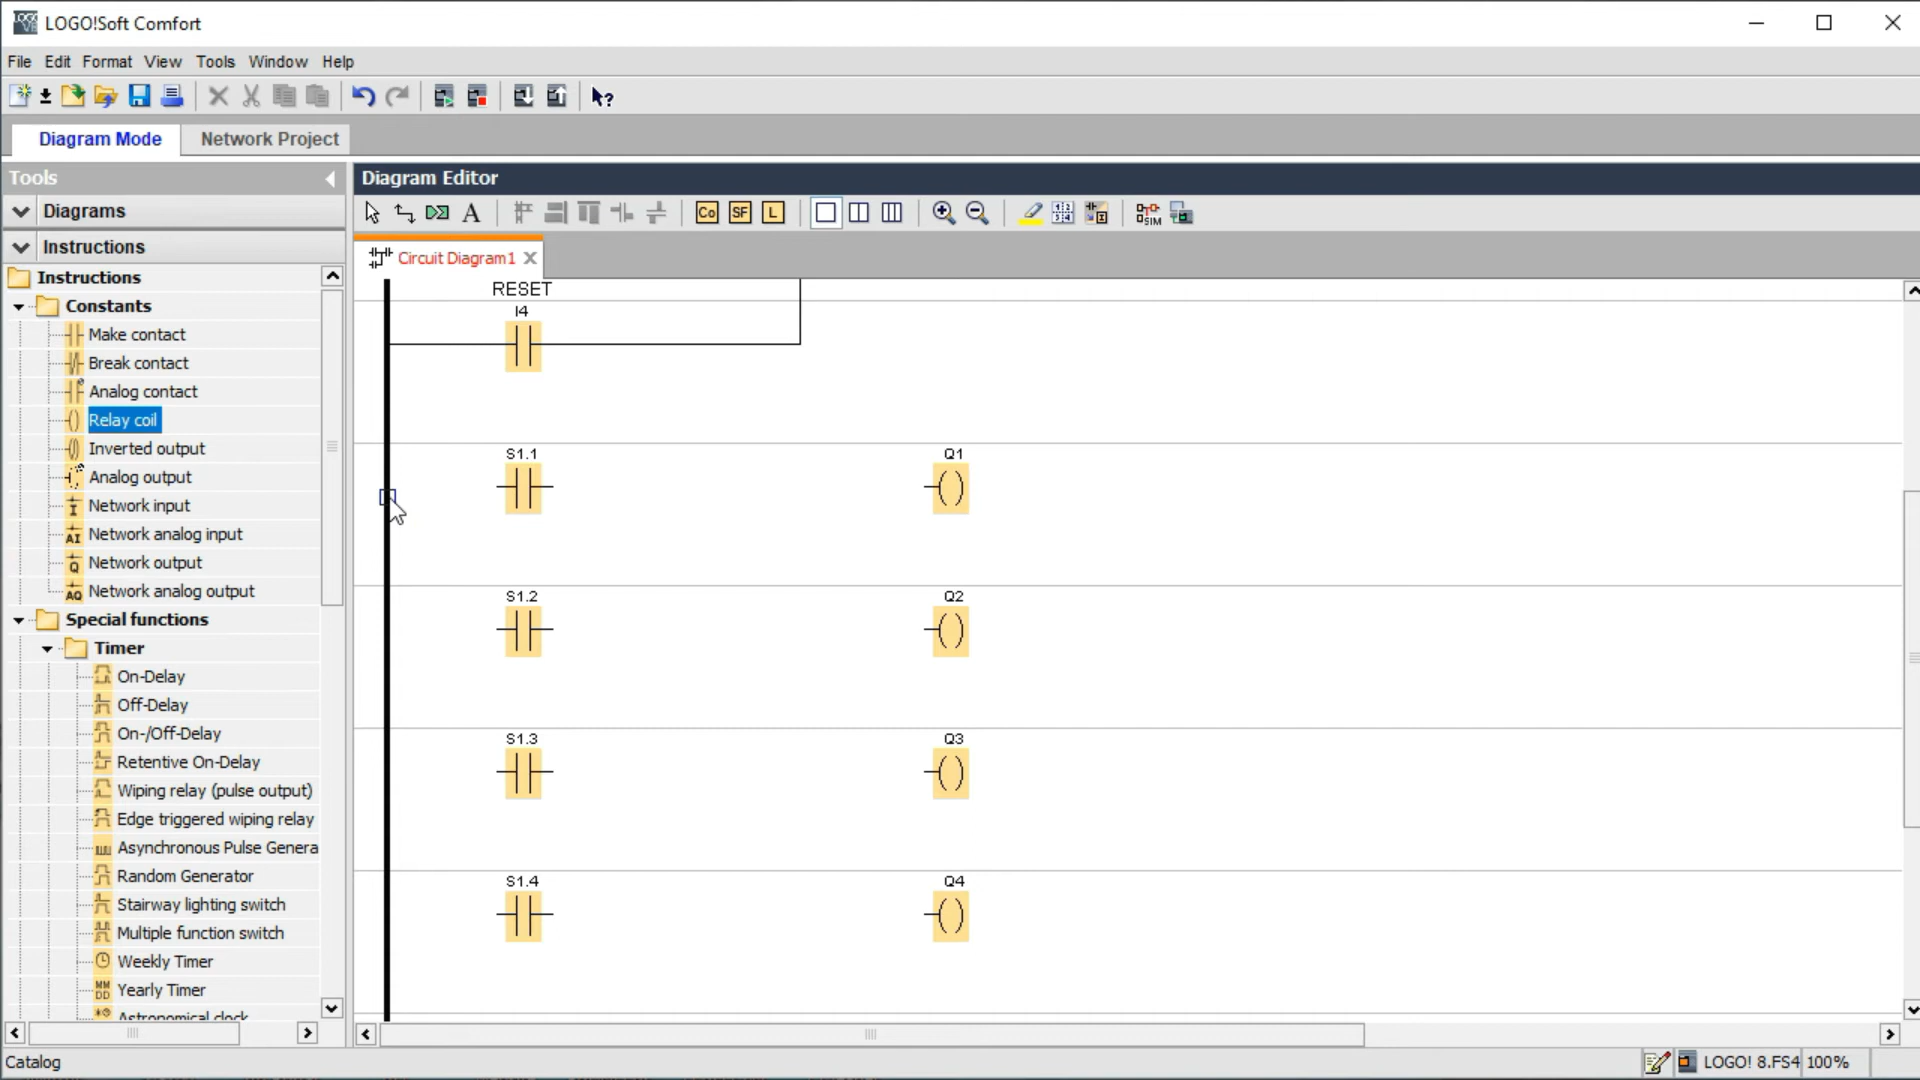 LOGO!Soft Comfort
File Edit Format View Tools Window Help
Diagram Mode Network Project
Tools
Diagram Editor
Diagrams
A Co SF L SIM
Instructions
Circuit Diagram1
Instructions
Constants
Make contact
Break contact
Analog contact
Relay coil
Inverted output
Analog output
Network input
Network analog input
Network output
Network analog output
Special functions
Timer
On-Delay
Off-Delay
On-/Off-Delay
Retentive On-Delay
Wiping relay (pulse output)
Edge triggered wiping relay
Asynchronous Pulse Genera
Random Generator
Stairway lighting switch
Multiple function switch
Weekly Timer
Yearly Timer
Astronomical clock
RESET
I4
S1.1 Q1
S1.2 Q2
S1.3 Q3
S1.4 Q4
Catalog
LOGO! 8.FS4 100%